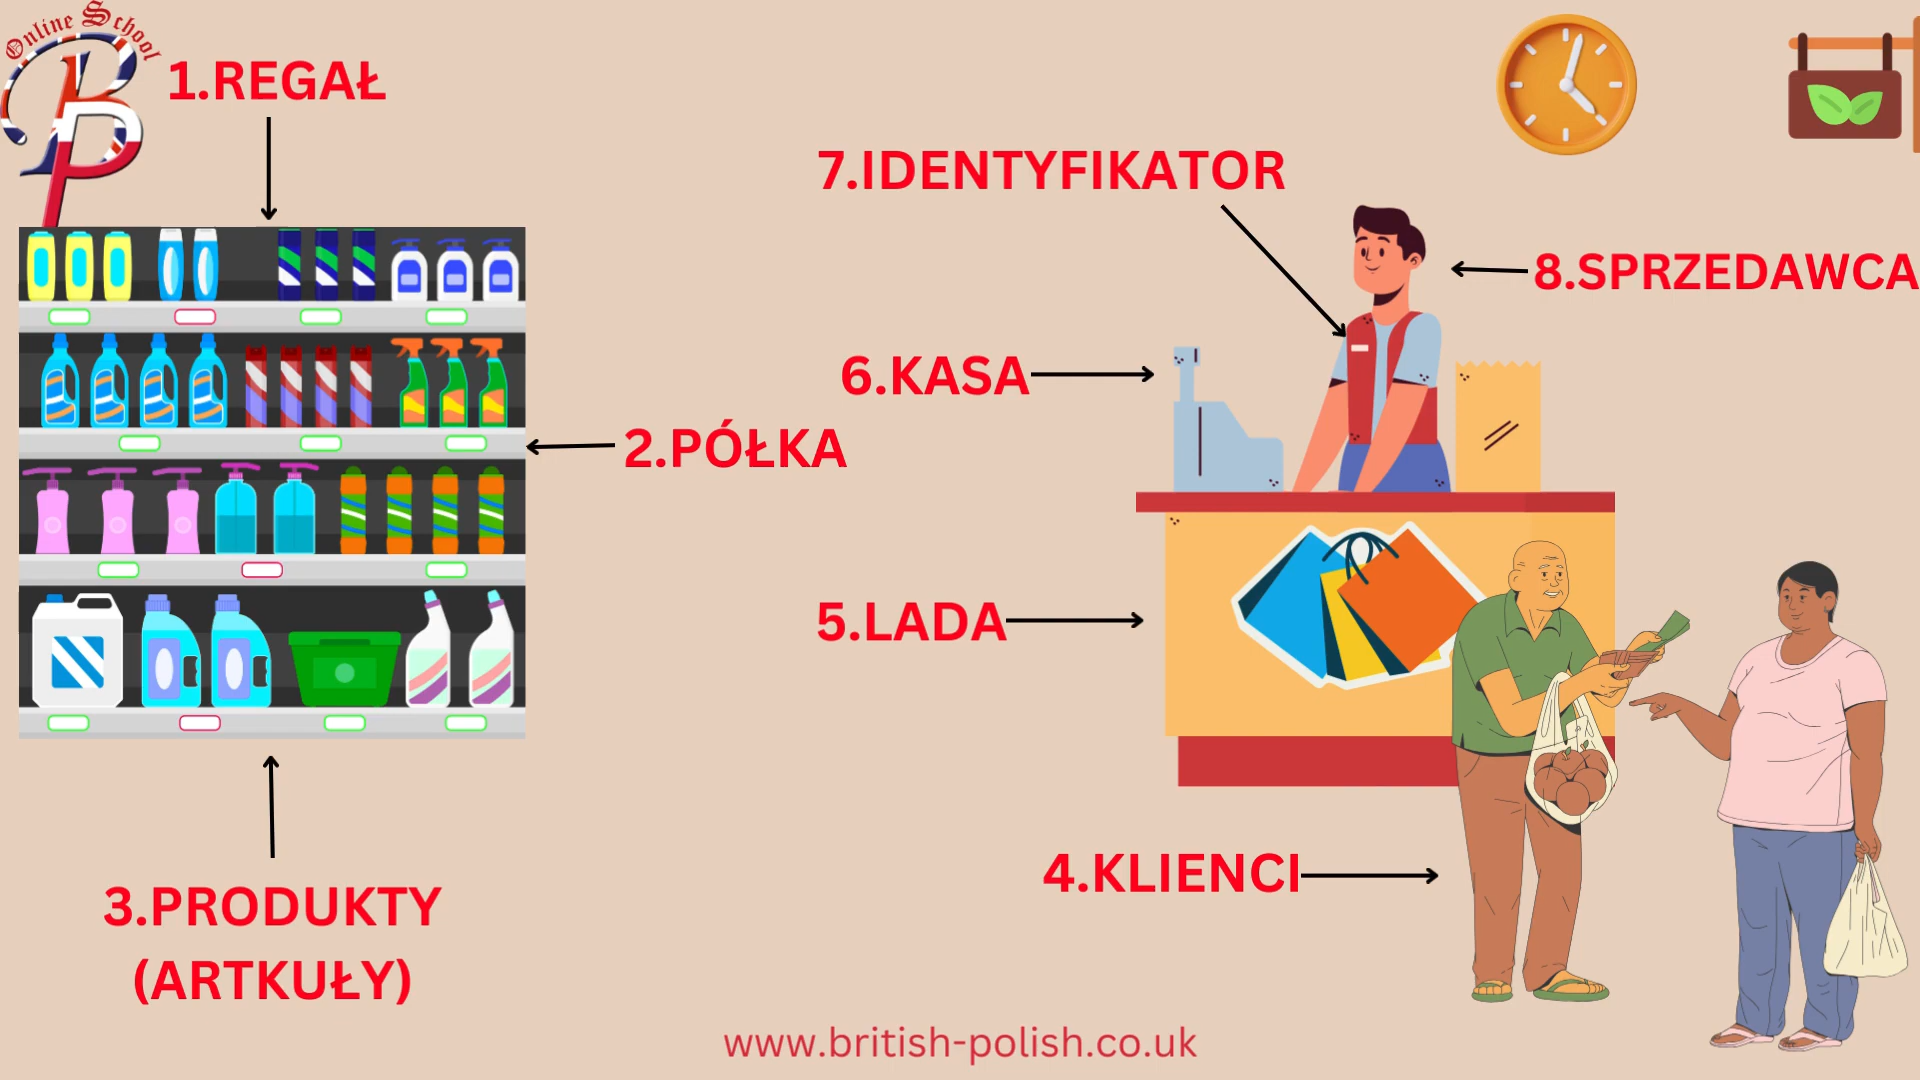 Online School
BP
1.REGAŁ
7.IDENTYFIKATOR
8.SPRZEDAWCA
6.KASA
2.PÓŁKA
5.LADA
4.KLIENCI
3.PRODUKTY
(ARTKUŁY)
www.british-polish.co.uk